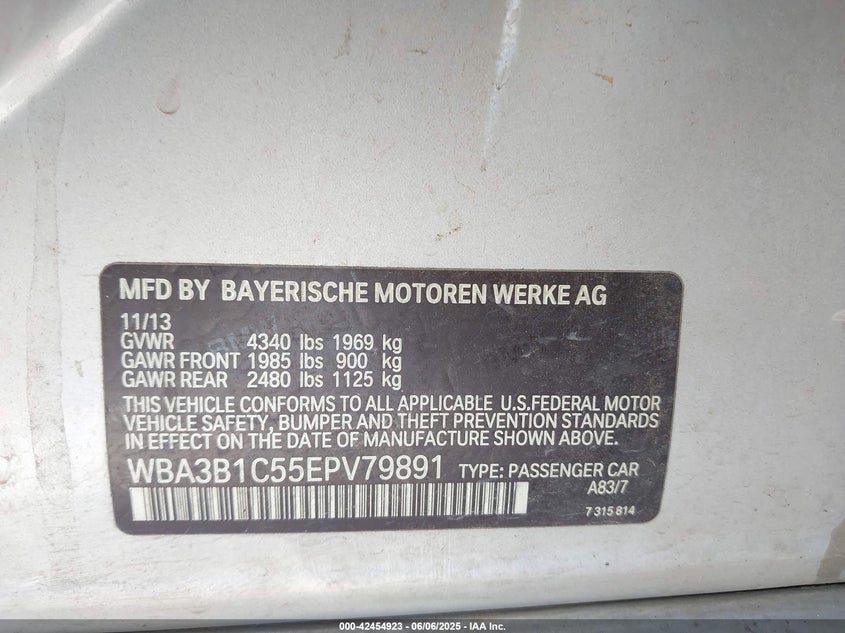 MFD BY BAYERISCHE MOTOREN WERKE AG
11/13
GVWR 4340 lbs 1969 kg
GAWR FRONT 1985 lbs 900 kg
GAWR REAR 2480 lbs 1125 kg
THIS VEHICLE CONFORMS TO ALL APPLICABLE U.S.FEDERAL MOTOR
VEHICLE SAFETY, BUMPER AND THEFT PREVENTION STANDARDS
IN EFFECT ON THE DATE OF MANUFACTURE SHOWN ABOVE.
WBA3B1C55EPV79891 TYPE: PASSENGER CAR
A83/7
7 315 814
000-42454923 - 06/06/2025 - IAA Inc.